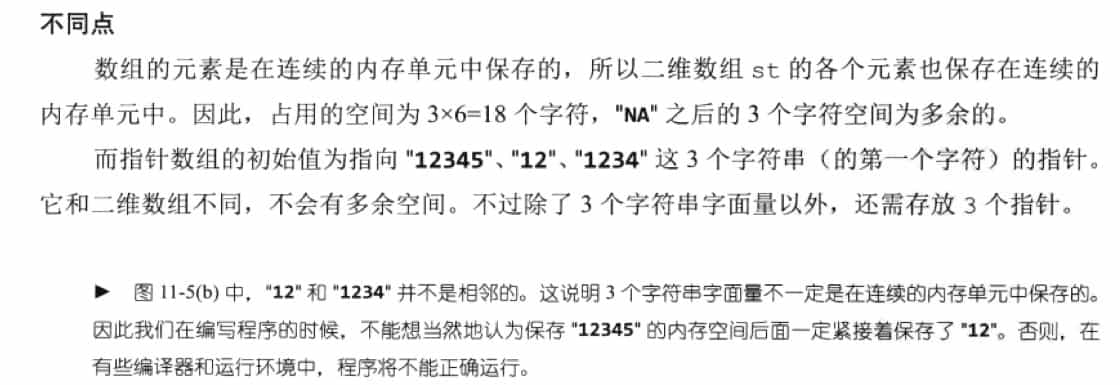 不同点
数组的元素是在连续的内存单元中保存的，所以二维数组 st 的各个元素也保存在连续的
内存单元中。因此，占用的空间为 3×6=18 个字符，"NA" 之后的 3 个字符空间为多余的。
而指针数组的初始值为指向 "12345"、"12"、"1234" 这 3 个字符串（的第一个字符）的指针。
它和二维数组不同，不会有多余空间。不过除了 3 个字符串字面量以外，还需存放 3 个指针。
► 图 11-5(b) 中，"12" 和 "1234" 并不是相邻的。这说明 3 个字符串字面量不一定是在连续的内存单元中保存的。
因此我们在编写程序的时候，不能想当然地认为保存 "12345" 的内存空间后面一定紧接着保存了 "12"。否则，在
有些编译器和运行环境中，程序将不能正确运行。